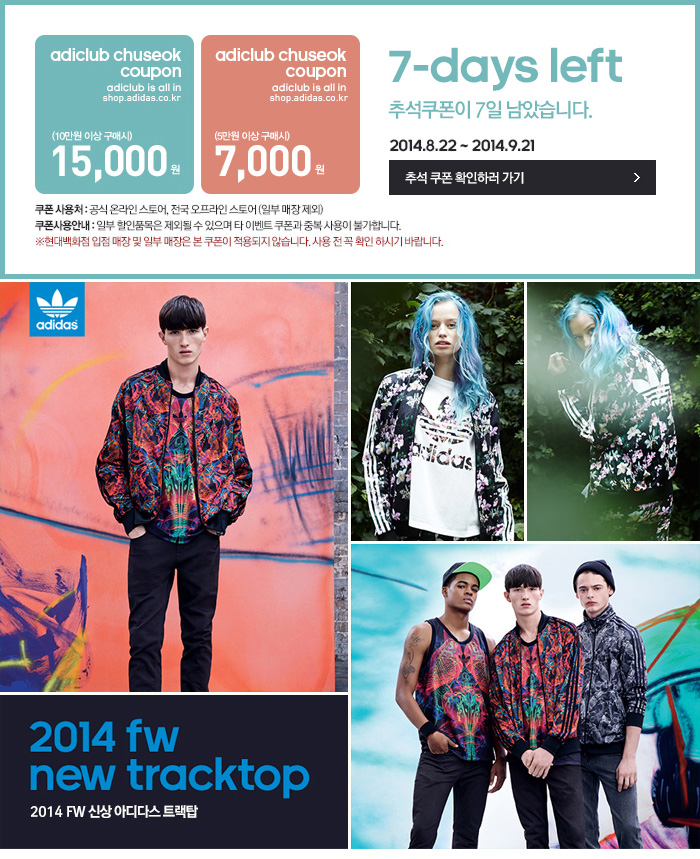 adiclub chuseok
coupon
adiclub is all in
shop.adidas.co.kr
(10만원 이상 구매시)
15,000 원
adiclub chuseok
coupon
adiclub is all in
shop.adidas.co.kr
(5만원 이상 구매시)
7,000 원
7-days left
추석쿠폰이 7일 남았습니다.
2014.8.22 ~ 2014.9.21
추석 쿠폰 확인하러 가기 >
쿠폰 사용처 : 공식 온라인 스토어, 전국 오프라인 스토어 (일부 매장 제외)
쿠폰사용안내 : 일부 할인품목은 제외될 수 있으며 타 이벤트 쿠폰과 중복 사용이 불가합니다.
※현대백화점 입점 매장 및 일부 매장은 본 쿠폰이 적용되지 않습니다. 사용 전 꼭 확인 하시기 바랍니다.
adidas
adidas
2014 fw
new tracktop
2014 FW 신상 아디다스 트랙탑